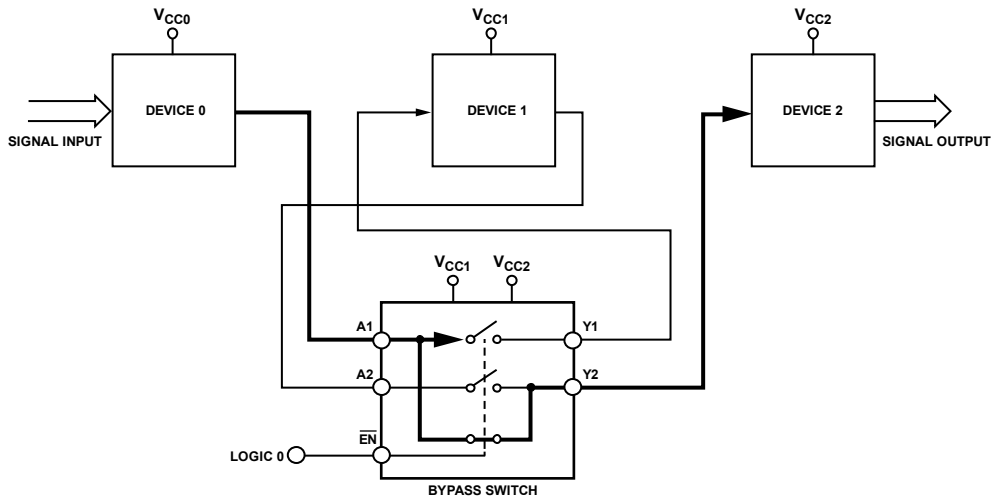 VCC0
VCC1
VCC2
DEVICE 0
DEVICE 1
DEVICE 2
SIGNAL INPUT
SIGNAL OUTPUT
VCC1
VCC2
A1
Y1
A2
Y2
EN
LOGIC 0
BYPASS SWITCH